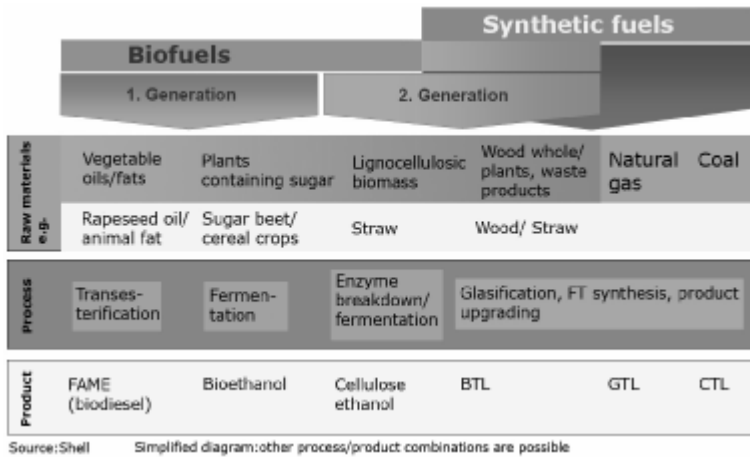 Synthetic fuels
Biofuels
1. Generation
2. Generation
Raw materials
e.g.
Vegetable
oils/fats
Plants
containing sugar
Lignocellulosic
biomass
Wood whole/
plants, waste
products
Natural
gas
Coal
Rapeseed oil/
animal fat
Sugar beet/
cereal crops
Straw
Wood/ Straw
Process
Transes-
terification
Fermen-
tation
Enzyme
breakdown/
fermentation
Glasification, FT synthesis, product
upgrading
Product
FAME
(biodiesel)
Bioethanol
Cellulose
ethanol
BTL
GTL
CTL
Source:Shell
Simplified diagram:other process/product combinations are possible